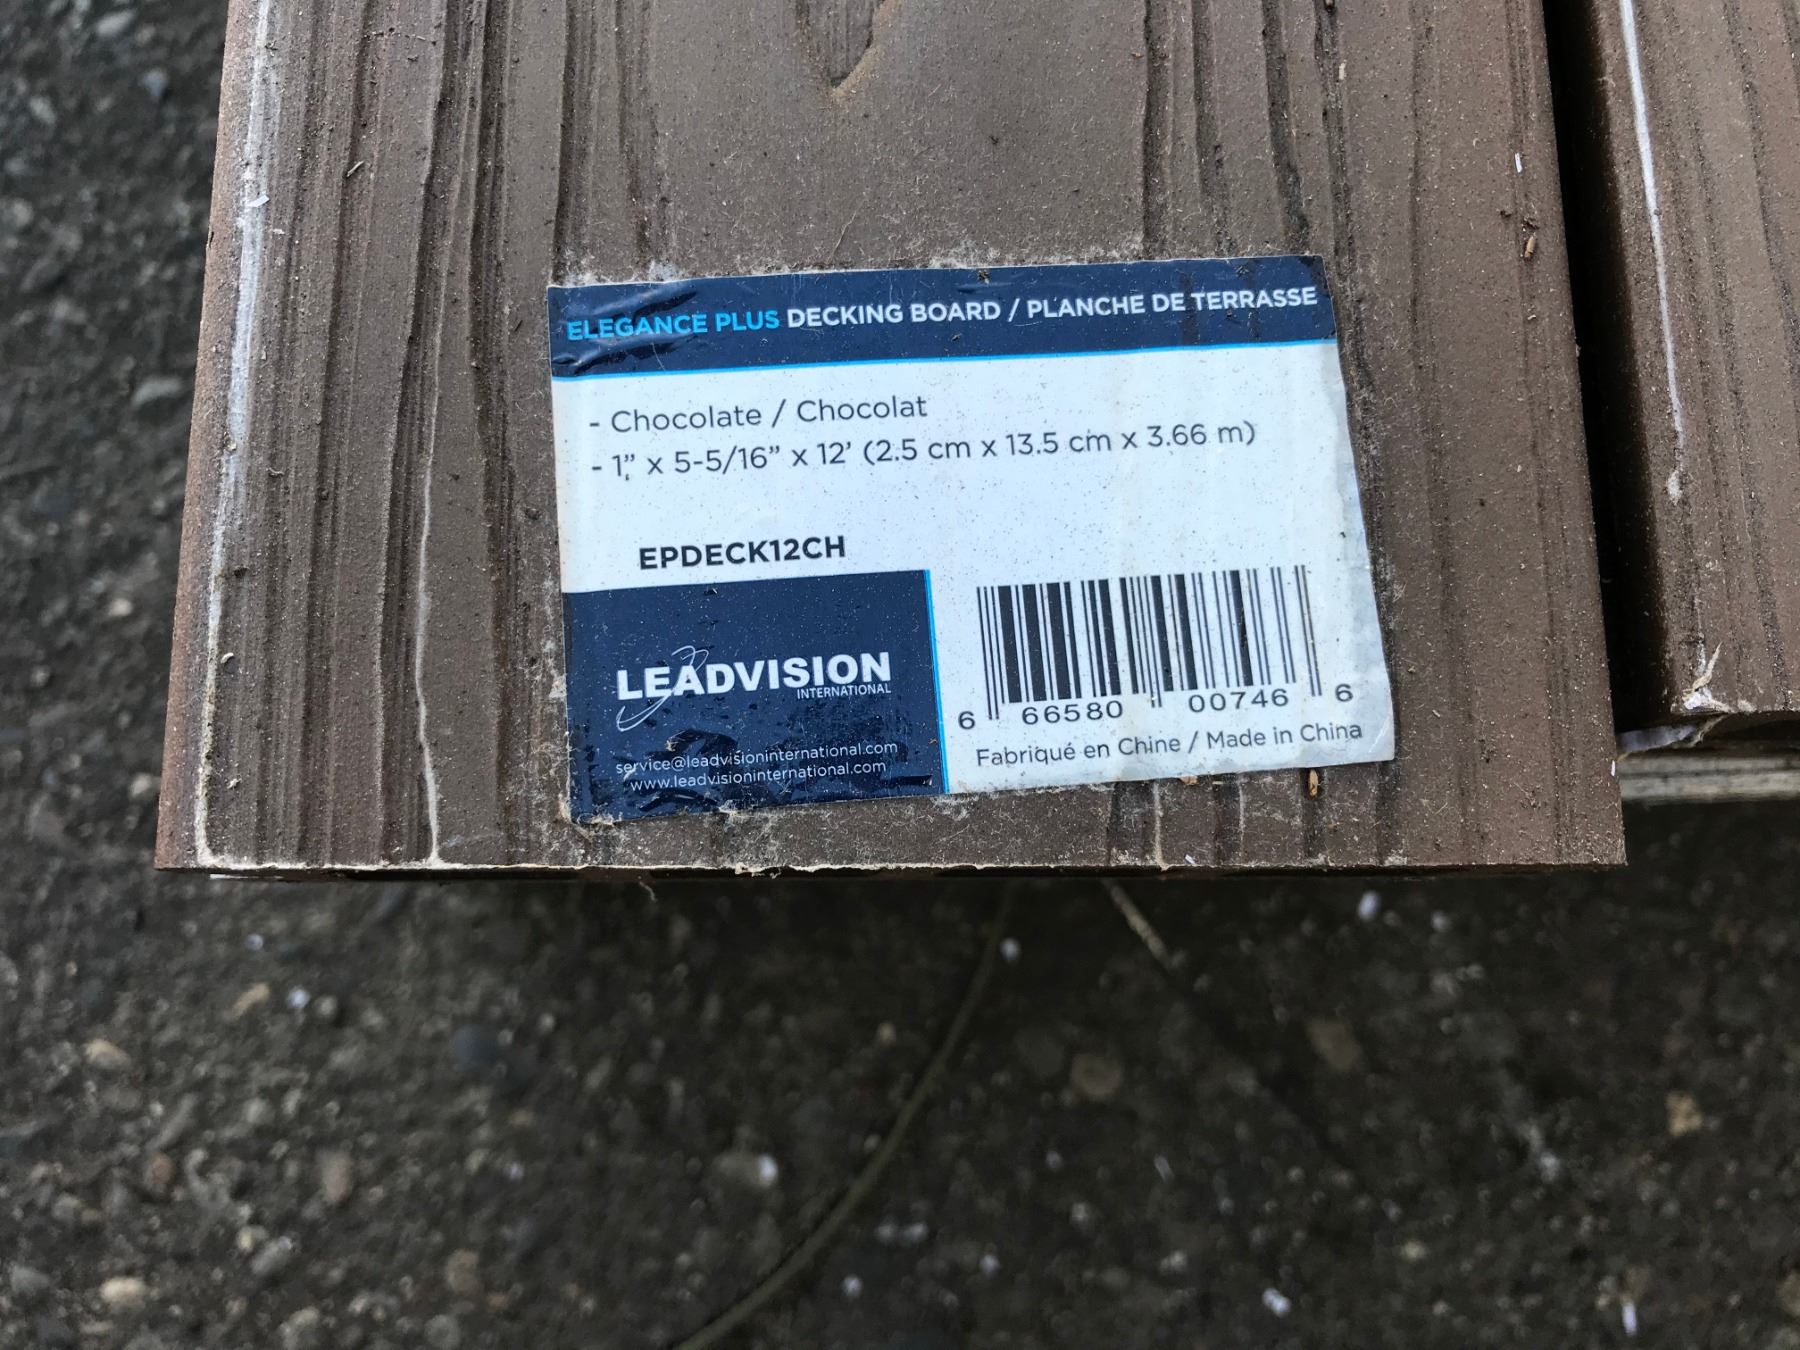 ELEGANCE PLUS DECKING BOARD / PLANCHE DE TERRASSE
- Chocolate / Chocolat
- 1" x 5-5/16" x 12' (2.5 cm x 13.5 cm x 3.66 m)
EPDECK12CH
LEADVISION
INTERNATIONAL
service@leadvisioninternational.com
www.leadvisioninternational.com
6 66580 00746 6
Fabriqué en Chine / Made in China